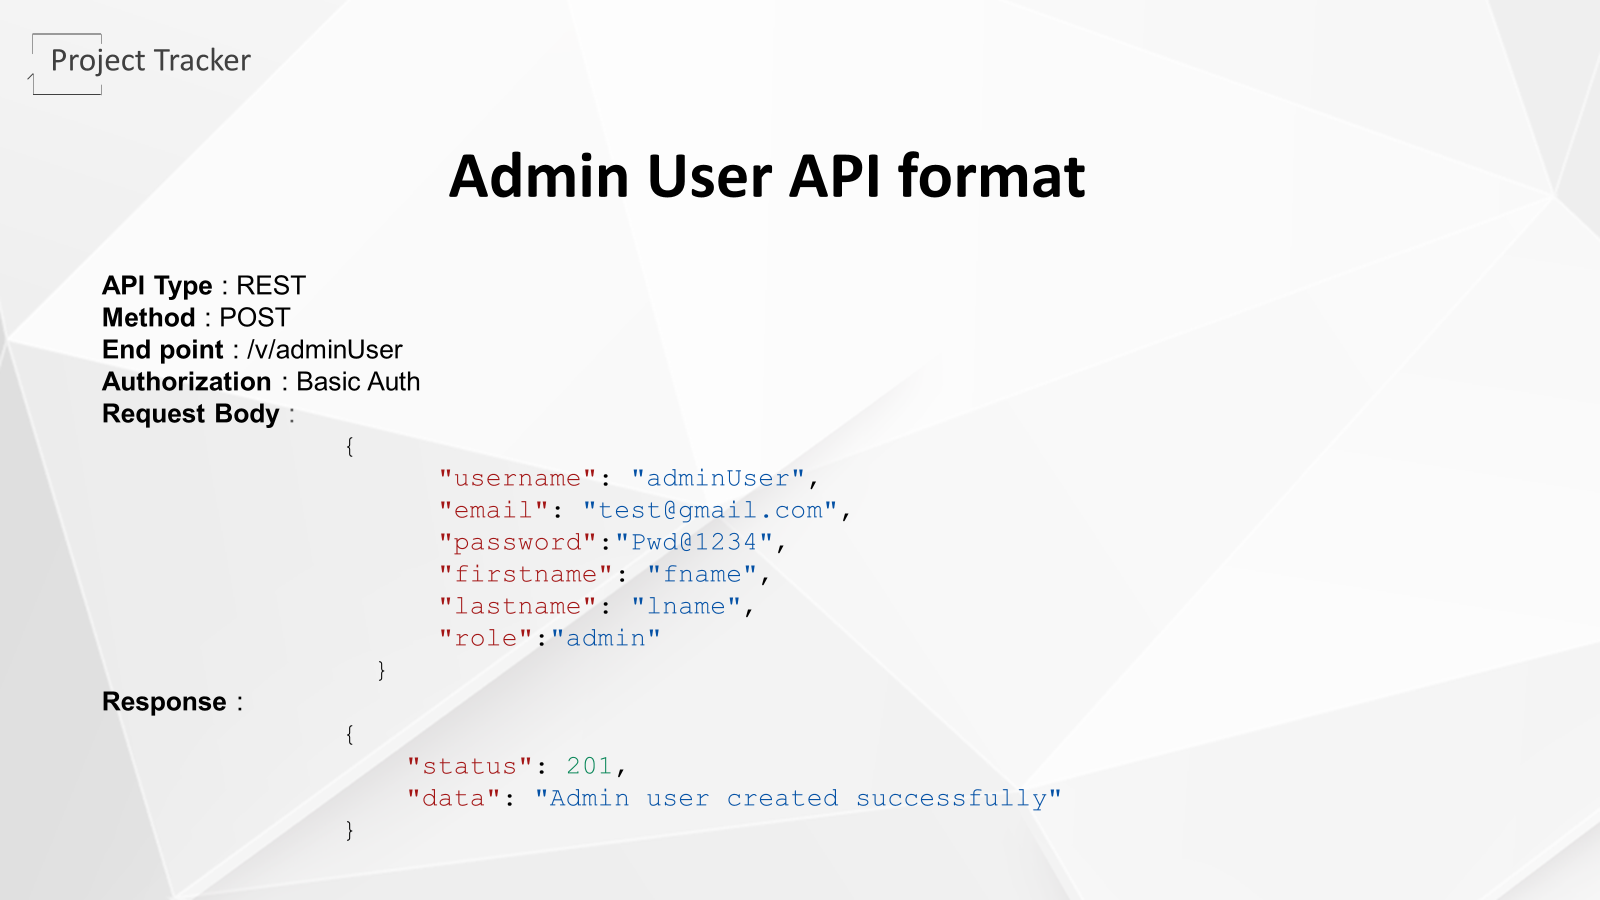 Project Tracker
Admin User API format
API Type : REST
Method : POST
End point : /v/adminUser
Authorization : Basic Auth
Request Body :
{
"username": "adminUser",
"email": "test@gmail.com",
"password":"Pwd@1234",
"firstname": "fname",
"lastname": "lname",
"role":"admin"
}
Response :
{
"status": 201,
"data": "Admin user created successfully"
}